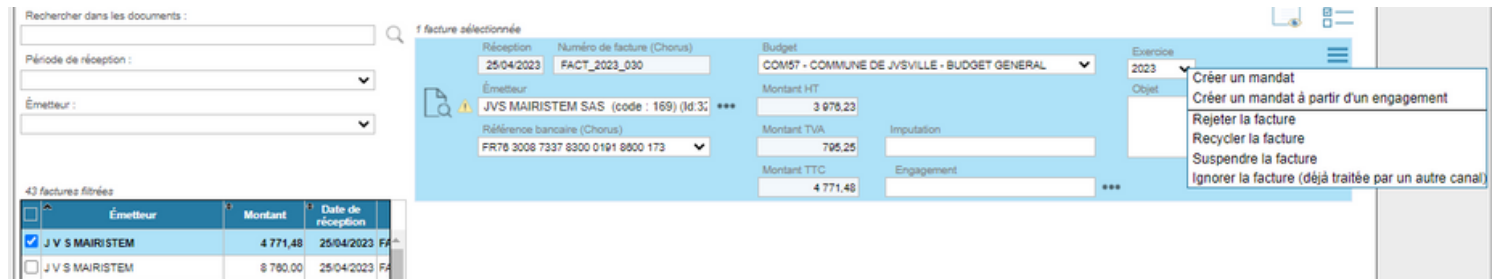 Rechercher dans les documents :
1 facture sélectionnée
Période de réception :
Émetteur :
43 factures filtrées
Émetteur Montant Date de réception
J V S MAIRISTEM 4 771,48 25/04/2023 FA
J V S MAIRISTEM 8 760,00 25/04/2023 FA
Réception Numéro de facture (Chorus) Budget Exercice
25/04/2023 FACT_2023_030 COM57 - COMMUNE DE JVSVILLE - BUDGET GENERAL 2023
Émetteur Montant HT Objet
JVS MAIRISTEM SAS (code : 169) (Id:32 3 976,23
Référence bancaire (Chorus) Montant TVA Imputation
FR76 3008 7337 8300 0191 8600 173 795,25
Montant TTC Engagement
4 771,48
Créer un mandat
Créer un mandat à partir d'un engagement
Rejeter la facture
Recycler la facture
Suspendre la facture
Ignorer la facture (déjà traitée par un autre canal)